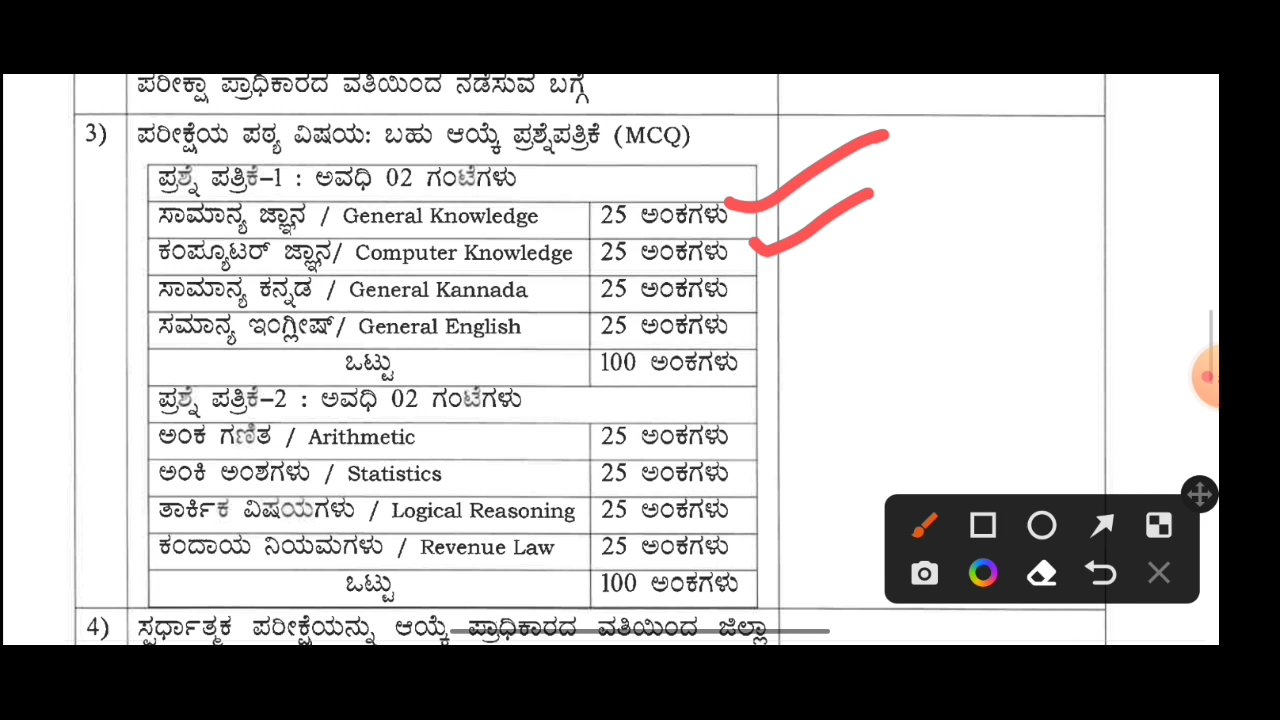 ಪರೀಕ್ಷಾ ಪ್ರಾಧಿಕಾರದ ವತಿಯಿಂದ ನಡೆಸುವ ಬಗ್ಗೆ
3) ಪರೀಕ್ಷೆಯ ಪಠ್ಯ ವಿಷಯ: ಬಹು ಆಯ್ಕೆ ಪ್ರಶ್ನೆಪತ್ರಿಕೆ (MCQ)
ಪ್ರಶ್ನೆ ಪತ್ರಿಕೆ-1 : ಅವಧಿ 02 ಗಂಟೆಗಳು
ಸಾಮಾನ್ಯ ಜ್ಞಾನ / General Knowledge 25 ಅಂಕಗಳು
ಕಂಪ್ಯೂಟರ್ ಜ್ಞಾನ/ Computer Knowledge 25 ಅಂಕಗಳು
ಸಾಮಾನ್ಯ ಕನ್ನಡ / General Kannada 25 ಅಂಕಗಳು
ಸಮಾನ್ಯ ಇಂಗ್ಲೀಷ್/ General English 25 ಅಂಕಗಳು
ಒಟ್ಟು 100 ಅಂಕಗಳು
ಪ್ರಶ್ನೆ ಪತ್ರಿಕೆ-2 : ಅವಧಿ 02 ಗಂಟೆಗಳು
ಅಂಕ ಗಣಿತ / Arithmetic 25 ಅಂಕಗಳು
ಅಂಕಿ ಅಂಶಗಳು / Statistics 25 ಅಂಕಗಳು
ತಾರ್ಕಿಕ ವಿಷಯಗಳು / Logical Reasoning 25 ಅಂಕಗಳು
ಕಂದಾಯ ನಿಯಮಗಳು / Revenue Law 25 ಅಂಕಗಳು
ಒಟ್ಟು 100 ಅಂಕಗಳು
4) ಸ್ಪರ್ಧಾತ್ಮಕ ಪರೀಕ್ಷೆಯನ್ನು ಆಯ್ಕೆ ಪ್ರಾಧಿಕಾರದ ವತಿಯಿಂದ ಜಿಲ್ಲಾ